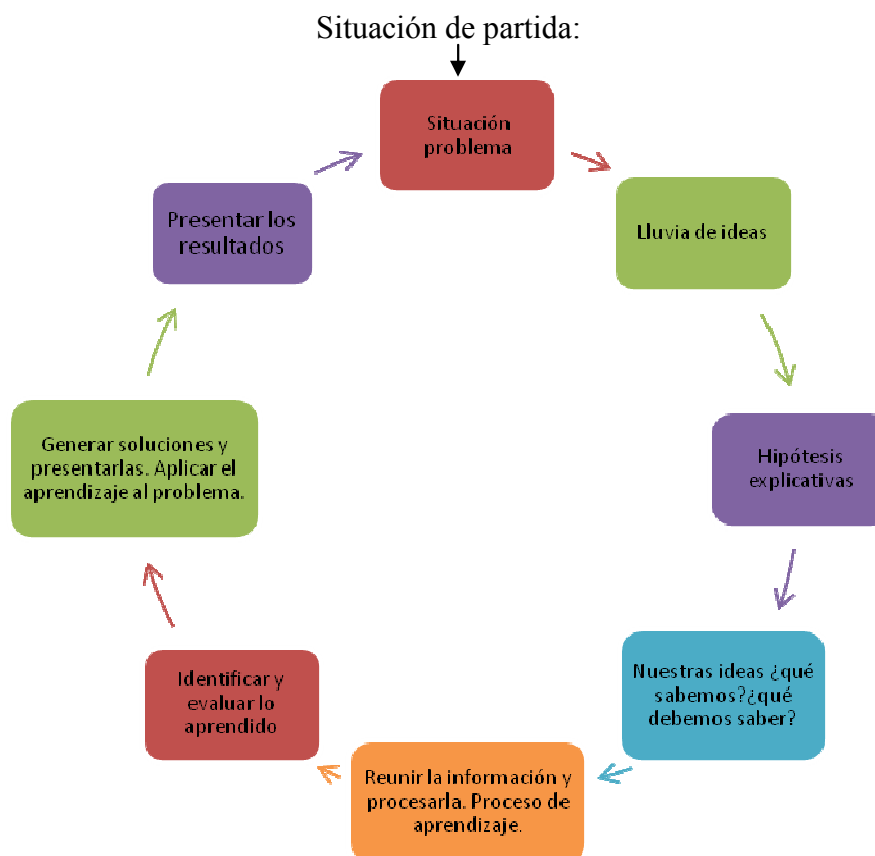 Situación de partida:
Situación
problema
Lluvia de ideas
Hipótesis
explicativas
Nuestras ideas ¿qué
sabemos?¿qué
debemos saber?
Reunir la información y
procesarla. Proceso de
aprendizaje.
Identificar y
evaluar lo
aprendido
Generar soluciones y
presentarlas. Aplicar el
aprendizaje al problema.
Presentar los
resultados